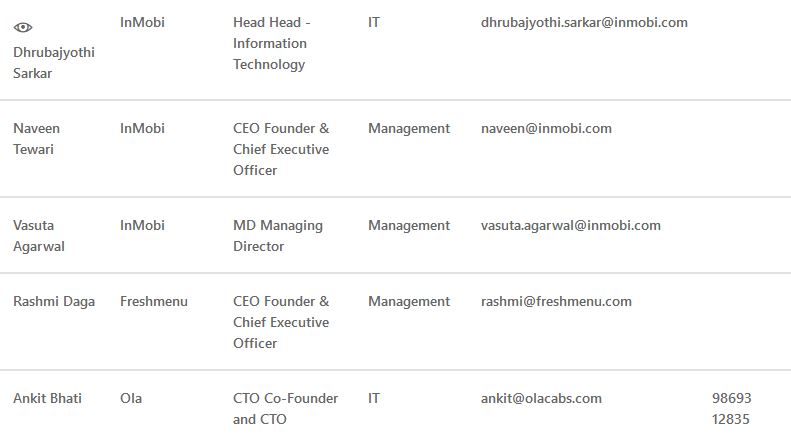 Dhrubajyothi Sarkar InMobi Head Head - Information Technology IT dhrubajyothi.sarkar@inmobi.com
Naveen Tewari InMobi CEO Founder & Chief Executive Officer Management naveen@inmobi.com
Vasuta Agarwal InMobi MD Managing Director Management vasuta.agarwal@inmobi.com
Rashmi Daga Freshmenu CEO Founder & Chief Executive Officer Management rashmi@freshmenu.com
Ankit Bhati Ola CTO Co-Founder and CTO IT ankit@olacabs.com 98693 12835